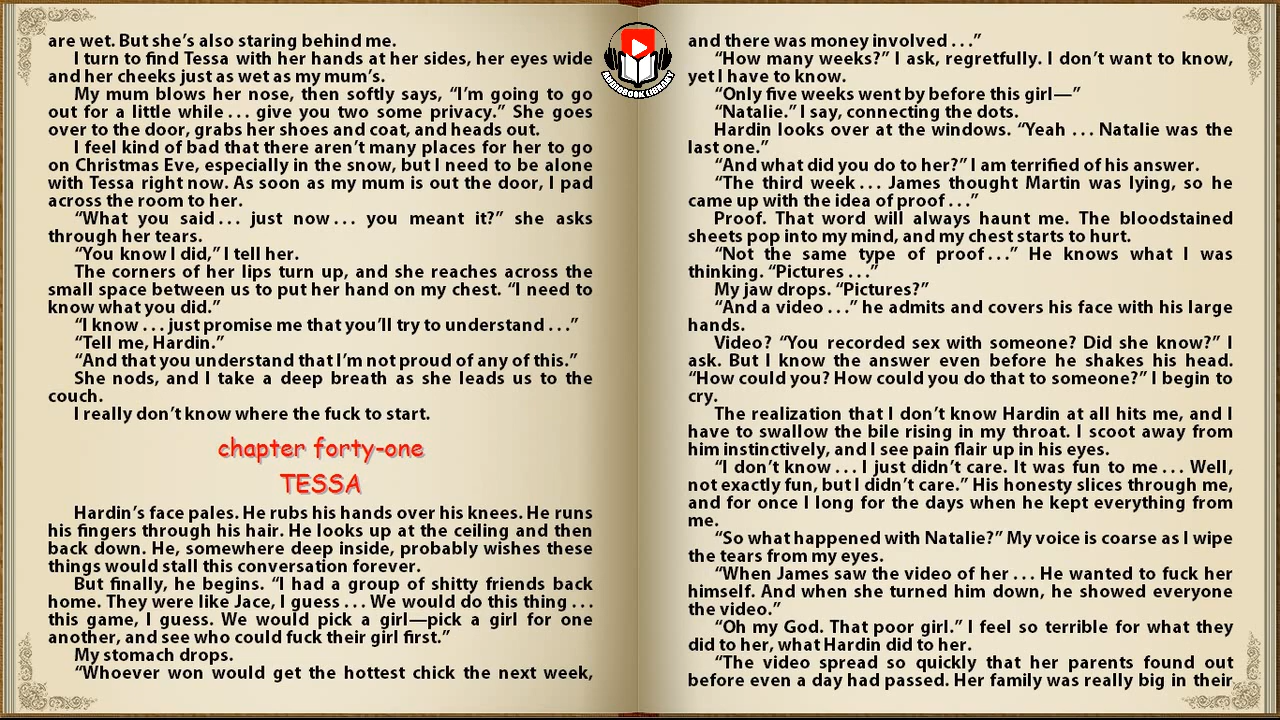 are wet. But she’s also staring behind me.
I turn to find Tessa with her hands at her sides, her eyes wide
and her cheeks just as wet as my mum’s.
My mum blows her nose, then softly says, “I’m going to go
out for a little while . . . give you two some privacy.” She goes
over to the door, grabs her shoes and coat, and heads out.
I feel kind of bad that there aren’t many places for her to go
on Christmas Eve, especially in the snow, but I need to be alone
with Tessa right now. As soon as my mum is out the door, I pad
across the room to her.
“What you said . . . just now . . . you meant it?” she asks
through her tears.
“You know I did,” I tell her.
The corners of her lips turn up, and she reaches across the
small space between us to put her hand on my chest. “I need to
know what you did.”
“I know . . . just promise me that you’ll try to understand . . .”
“Tell me, Hardin.”
“And that you understand that I’m not proud of any of this.”
She nods, and I take a deep breath as she leads us to the
couch.
I really don’t know where the fuck to start.
chapter forty-one
TESSA
Hardin’s face pales. He rubs his hands over his knees. He runs
his fingers through his hair. He looks up at the ceiling and then
back down. He, somewhere deep inside, probably wishes these
things would stall this conversation forever.
But finally, he begins. “I had a group of shitty friends back
home. They were like Jace, I guess . . . We would do this thing . . .
this game, I guess. We would pick a girl—pick a girl for one
another, and see who could fuck their girl first.”
My stomach drops.
“Whoever won would get the hottest chick the next week,
AUDIOBOOK LIBRARY
and there was money involved . . .”
“How many weeks?” I ask, regretfully. I don’t want to know,
yet I have to know.
“Only five weeks went by before this girl—”
“Natalie.” I say, connecting the dots.
Hardin looks over at the windows. “Yeah . . . Natalie was the
last one.”
“And what did you do to her?” I am terrified of his answer.
“The third week . . . James thought Martin was lying, so he
came up with the idea of proof . . .”
Proof. That word will always haunt me. The bloodstained
sheets pop into my mind, and my chest starts to hurt.
“Not the same type of proof . . .” He knows what I was
thinking. “Pictures . . .”
My jaw drops. “Pictures?”
“And a video . . .” he admits and covers his face with his large
hands.
Video? “You recorded sex with someone? Did she know?” I
ask. But I know the answer even before he shakes his head.
“How could you? How could you do that to someone?” I begin to
cry.
The realization that I don’t know Hardin at all hits me, and I
have to swallow the bile rising in my throat. I scoot away from
him instinctively, and I see pain flair up in his eyes.
“I don’t know . . . I just didn’t care. It was fun to me . . . Well,
not exactly fun, but I didn’t care.” His honesty slices through me,
and for once I long for the days when he kept everything from
me.
“So what happened with Natalie?” My voice is coarse as I wipe
the tears from my eyes.
“When James saw the video of her . . . He wanted to fuck her
himself. And when she turned him down, he showed everyone
the video.”
“Oh my God. That poor girl.” I feel so terrible for what they
did to her, what Hardin did to her.
“The video spread so quickly that her parents found out
before even a day had passed. Her family was really big in their